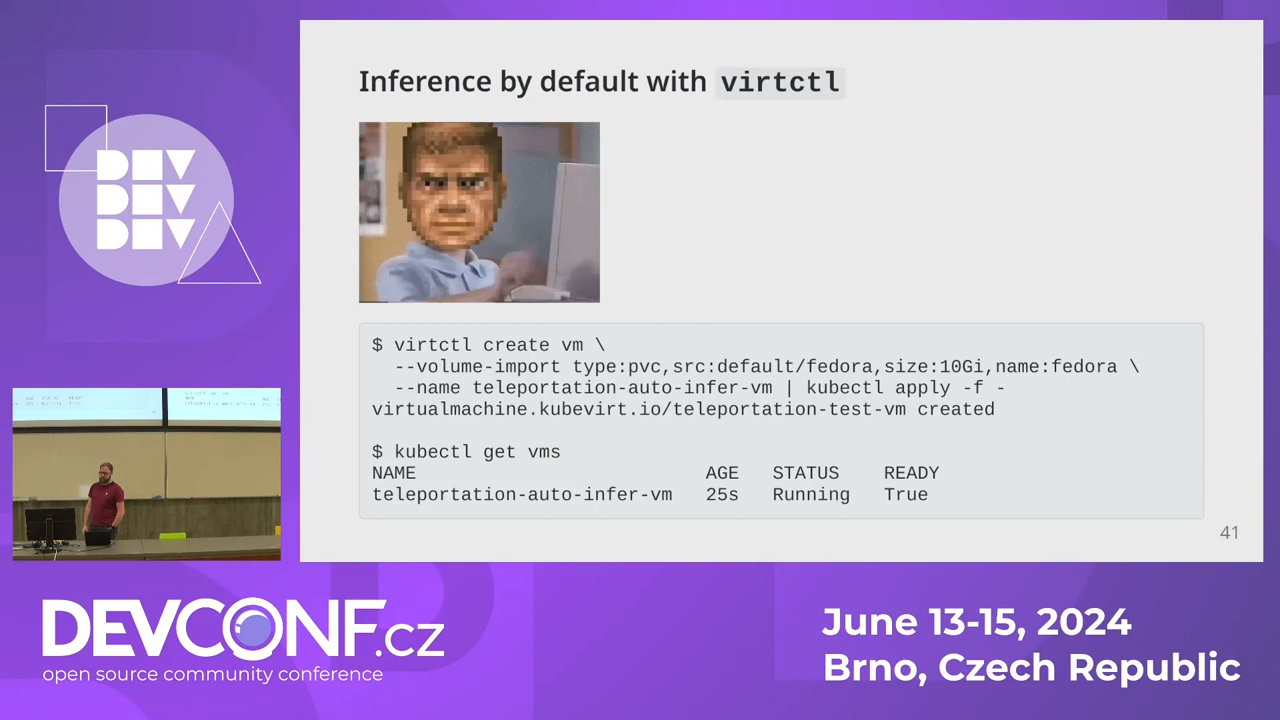 Inference by default with virtctl
$ virtctl create vm \
  --volume-import type:pvc,src:default/fedora,size:10Gi,name:fedora \
  --name teleportation-auto-infer-vm | kubectl apply -f -
virtualmachine.kubevirt.io/teleportation-test-vm created
$ kubectl get vms
NAME                          AGE   STATUS    READY
teleportation-auto-infer-vm   25s   Running   True
41
DEV
DEV
DEV
DEVCONF.cz
open source community conference
June 13-15, 2024
Brno, Czech Republic